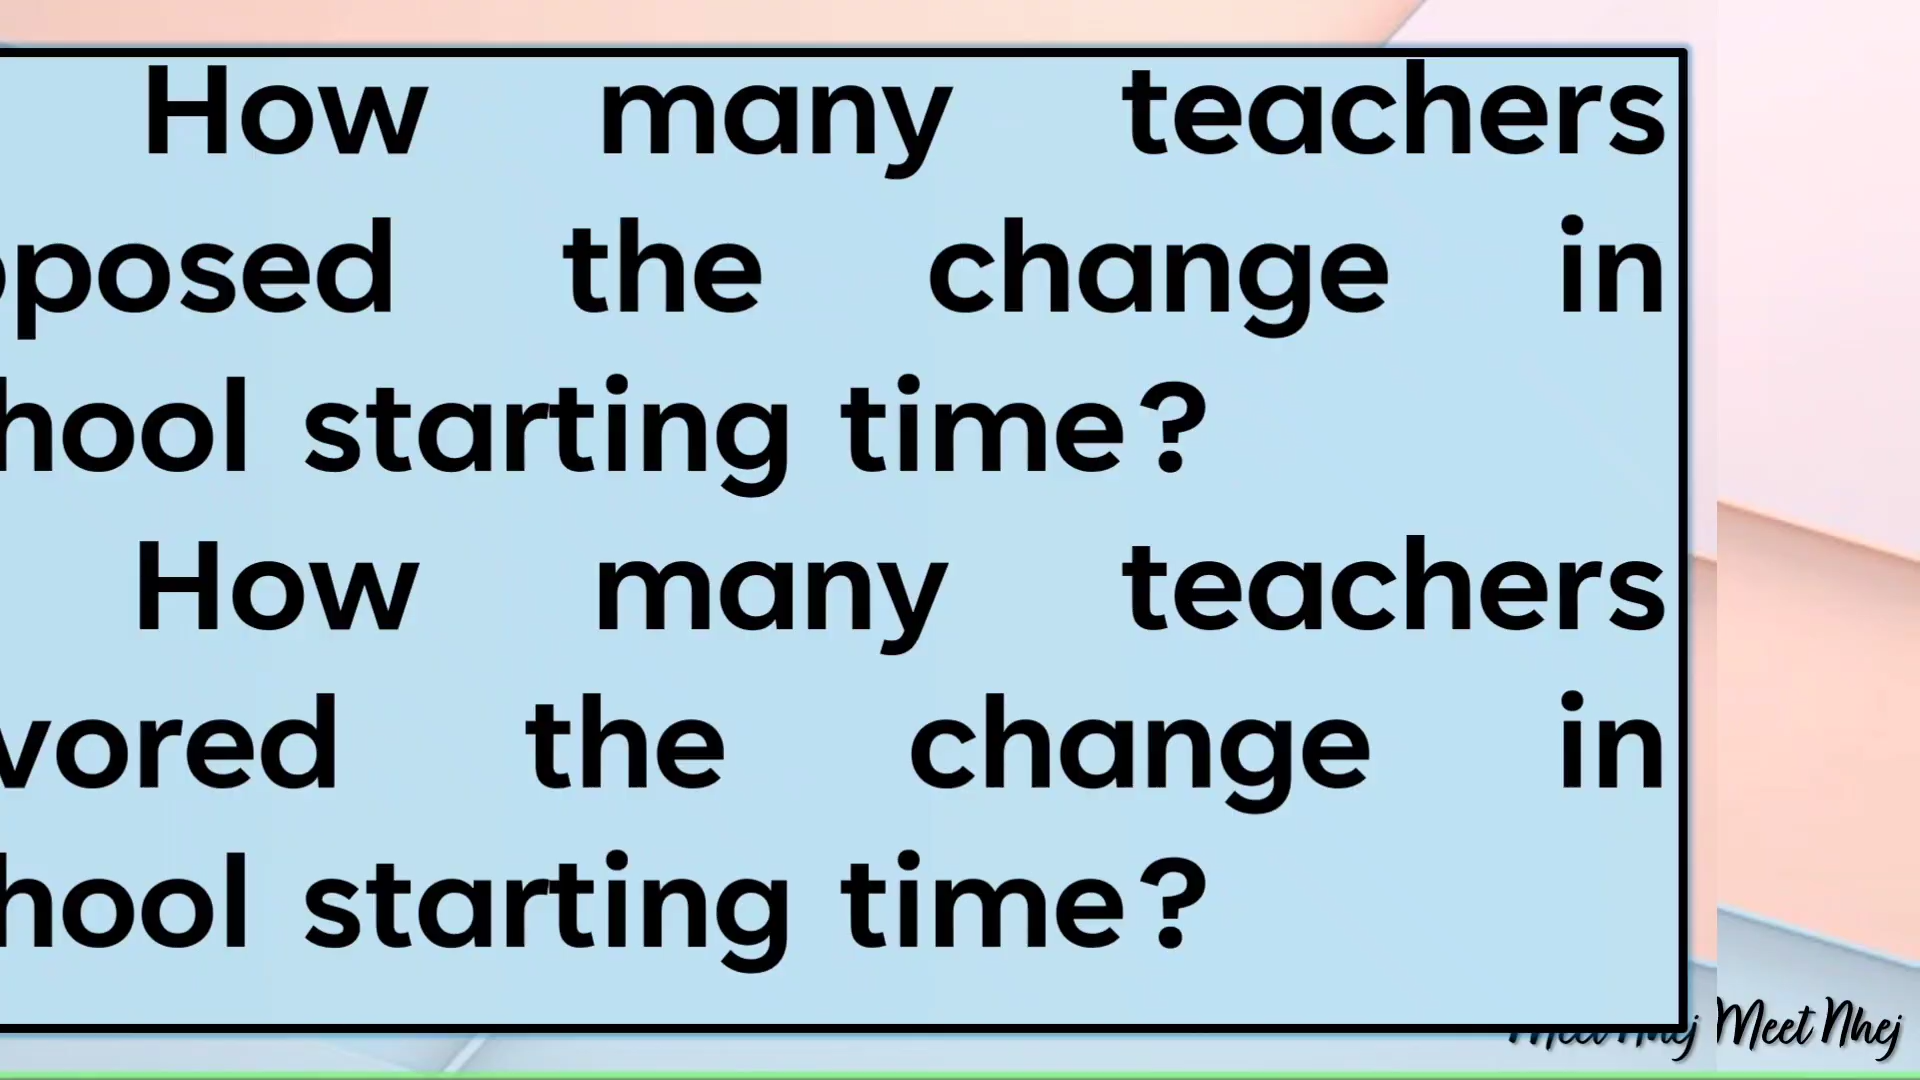 How many teachers
pposed the change in
hool starting time?
How many teachers
vored the change in
hool starting time?
Meet Nhej